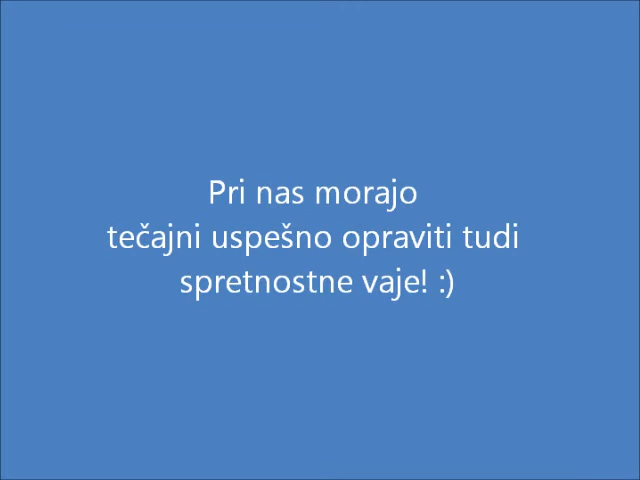 Pri nas morajo
tečajni uspešno opraviti tudi
spretnostne vaje! :)